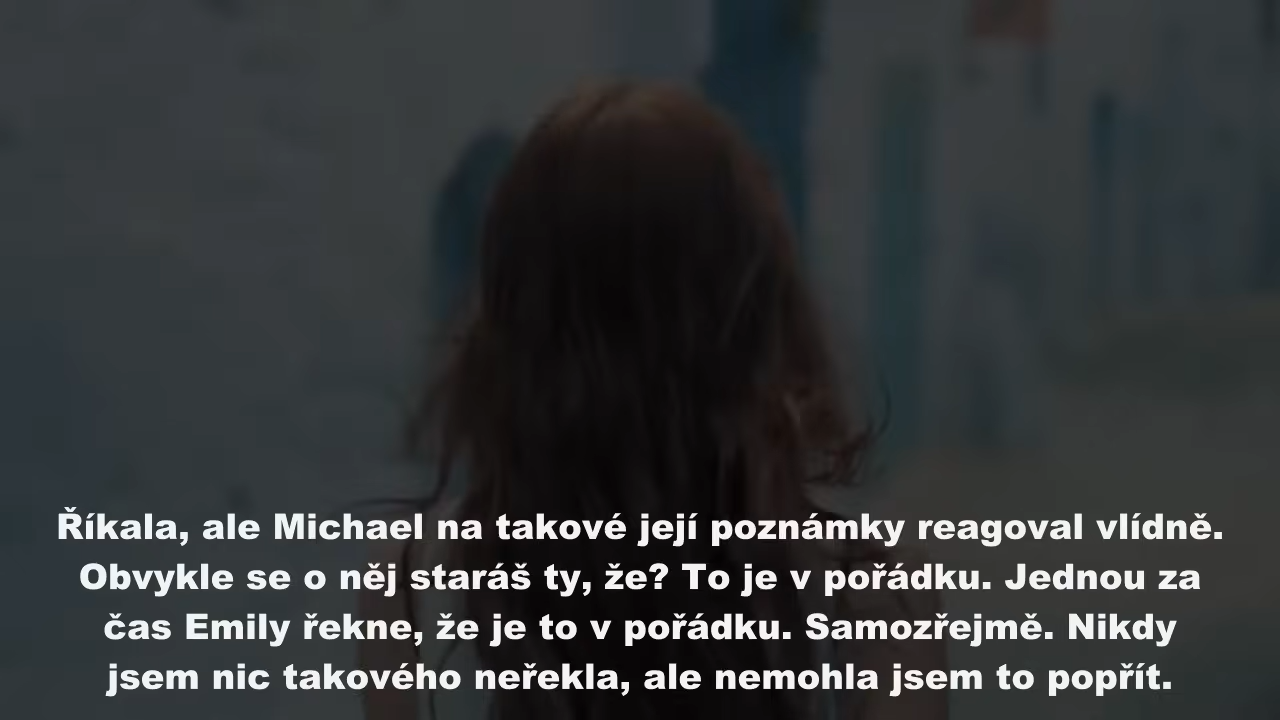 Říkala, ale Michael na takové její poznámky reagoval vlídně.
Obvykle se o něj staráš ty, že? To je v pořádku. Jednou za
čas Emily řekne, že je to v pořádku. Samozřejmě. Nikdy
jsem nic takového neřekla, ale nemohla jsem to popřít.